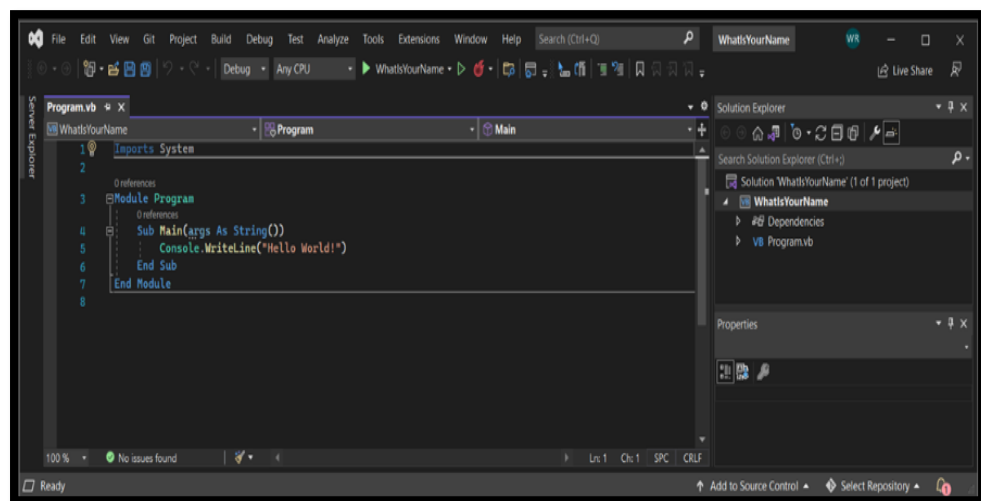 File Edit View Git Project Build Debug Test Analyze Tools Extensions Window Help Search (Ctrl+Q) WhatIsYourName WR
Debug Any CPU WhatIsYourName Live Share
Server Explorer
Program.vb
WhatIsYourName Program Main
1 Imports System
2
0 references
3 Module Program
0 references
4 Sub Main(args As String())
5 Console.WriteLine("Hello World!")
6 End Sub
7 End Module
8
100 % No issues found Ln: 1 Ch: 1 SPC CRLF
Solution Explorer
Search Solution Explorer (Ctrl+;)
Solution 'WhatIsYourName' (1 of 1 project)
WhatIsYourName
Dependencies
VB Program.vb
Properties
Ready Add to Source Control Select Repository 1